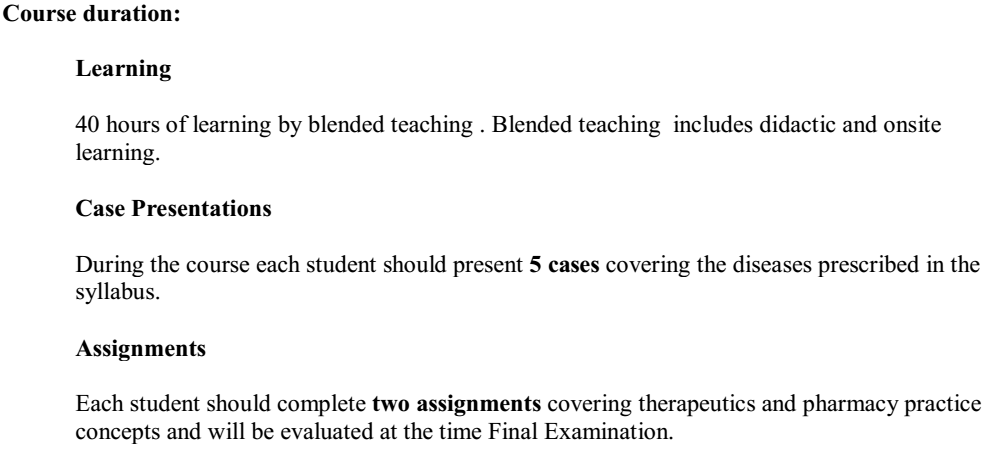 Course duration:
Learning
40 hours of learning by blended teaching . Blended teaching  includes didactic and onsite
learning.
Case Presentations
During the course each student should present 5 cases covering the diseases prescribed in the
syllabus.
Assignments
Each student should complete two assignments covering therapeutics and pharmacy practice
concepts and will be evaluated at the time Final Examination.